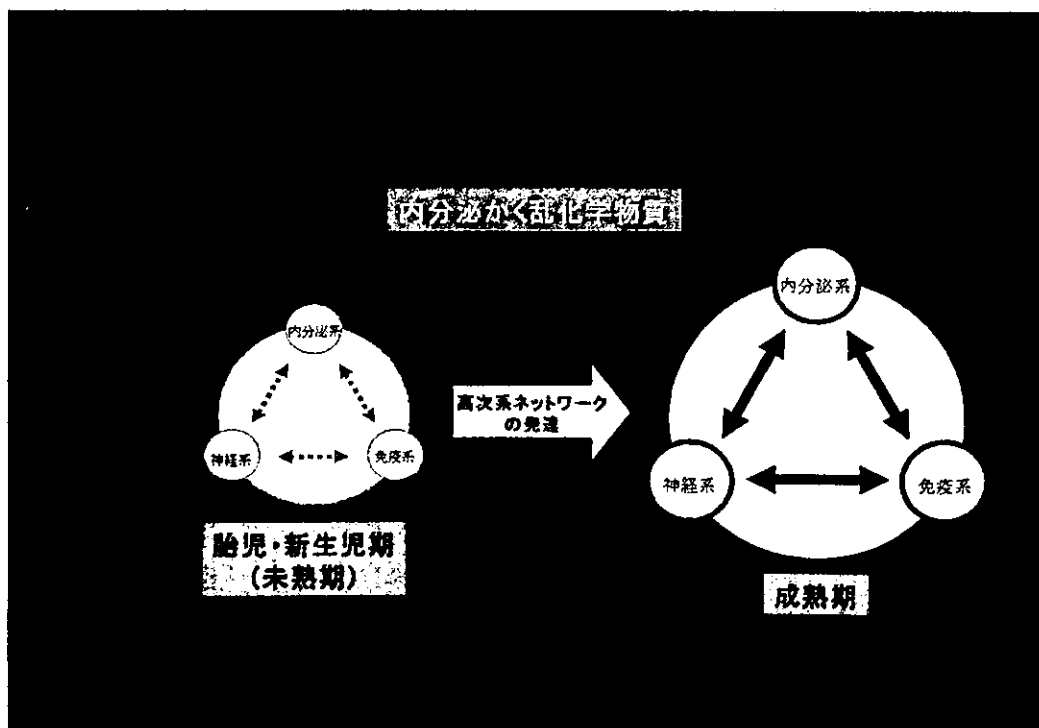 内分泌かく乱化学物質
内分泌系
神経系
免疫系
胎児・新生児期
(未熟期)
高次系ネットワーク
の発達
内分泌系
神経系
免疫系
成熟期